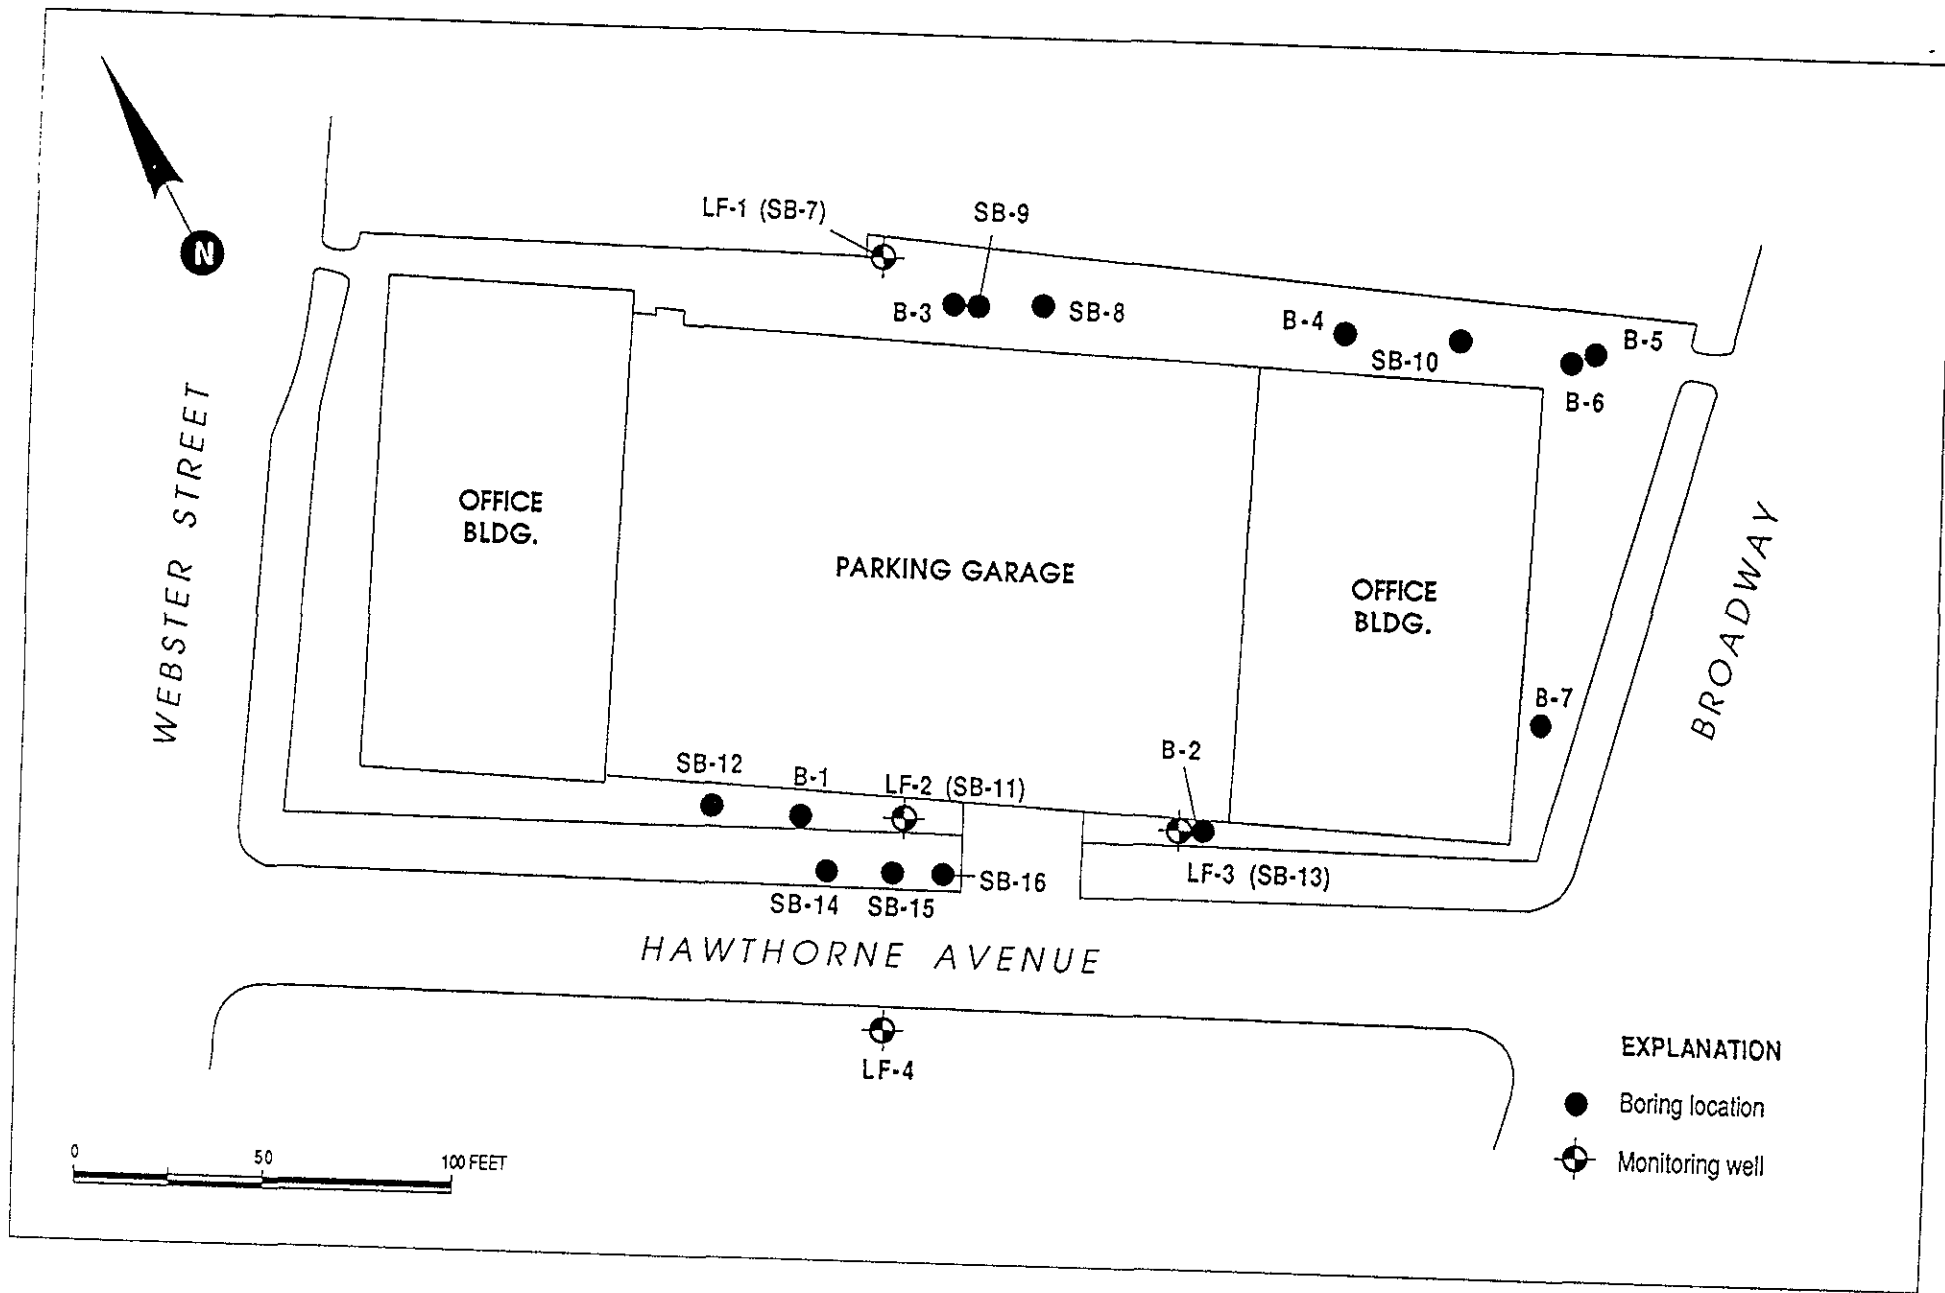 N
LF-1 (SB-7)
SB-9
B-3
SB-8
B-4
SB-10
B-5
B-6
WEBSTER STREET
OFFICE
BLDG.
PARKING GARAGE
OFFICE
BLDG.
BROADWAY
B-7
SB-12
B-1
LF-2 (SB-11)
B-2
LF-3 (SB-13)
SB-16
SB-14
SB-15
HAWTHORNE AVENUE
LF-4
EXPLANATION
Boring location
Monitoring well
0
50
100 FEET